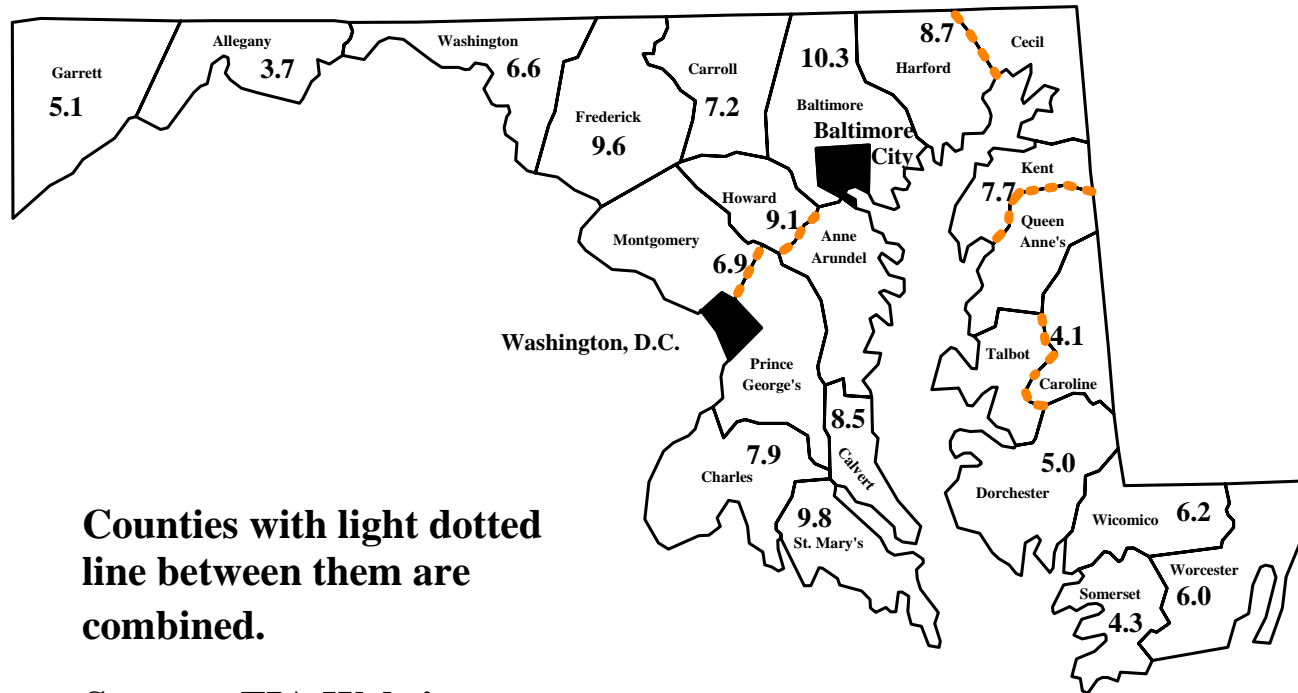 Garrett
5.1
Allegany
3.7
Washington
6.6
Frederick
9.6
Carroll
7.2
10.3
Baltimore
Baltimore
City
8.7
Harford
Cecil
Kent
7.7
Queen
Anne's
Howard
9.1
Montgomery
6.9
Anne
Arundel
Washington, D.C.
Prince
George's
Talbot
4.1
Caroline
8.5
Calvert
7.9
Charles
9.8
St. Mary's
5.0
Dorchester
Wicomico
6.2
Worcester
6.0
Somerset
4.3
Counties with light dotted
line between them are
combined.